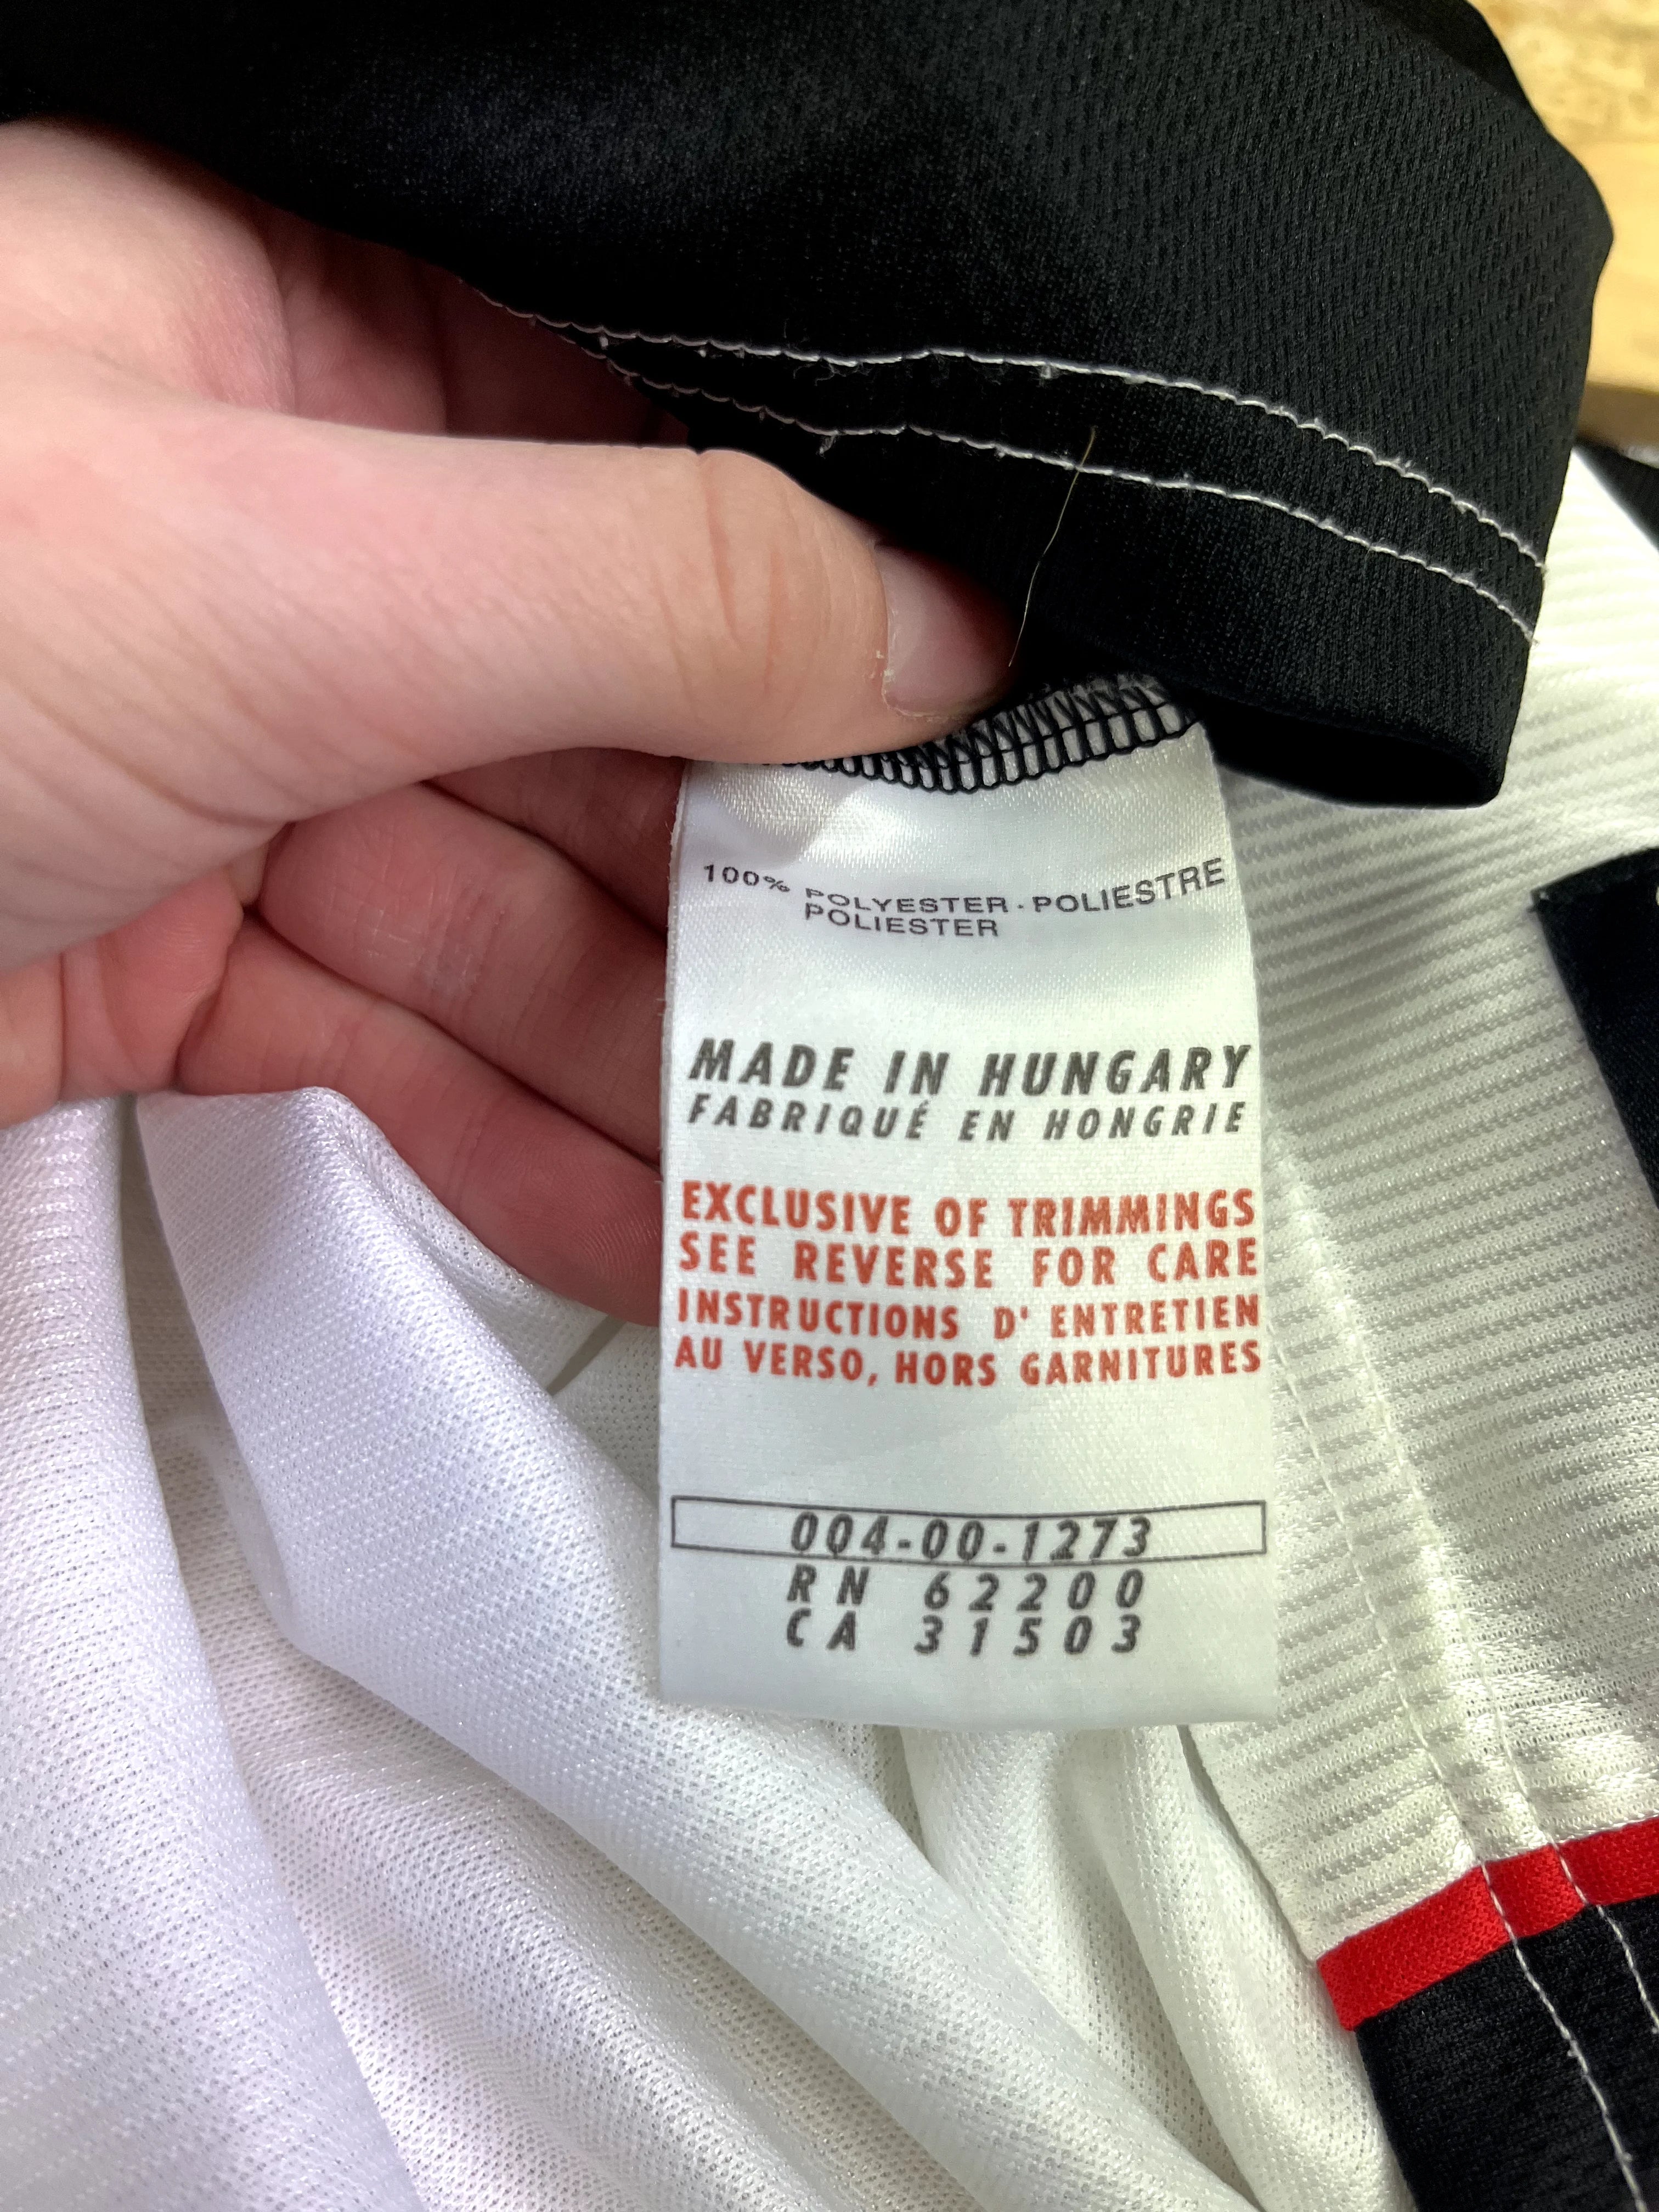 100% POLYESTER · POLIESTRE
POLIESTER
MADE IN HUNGARY
FABRIQUÉ EN HONGRIE
EXCLUSIVE OF TRIMMINGS
SEE REVERSE FOR CARE
INSTRUCTIONS D' ENTRETIEN
AU VERSO, HORS GARNITURES
004-00-1273
RN 62200
CA 31503